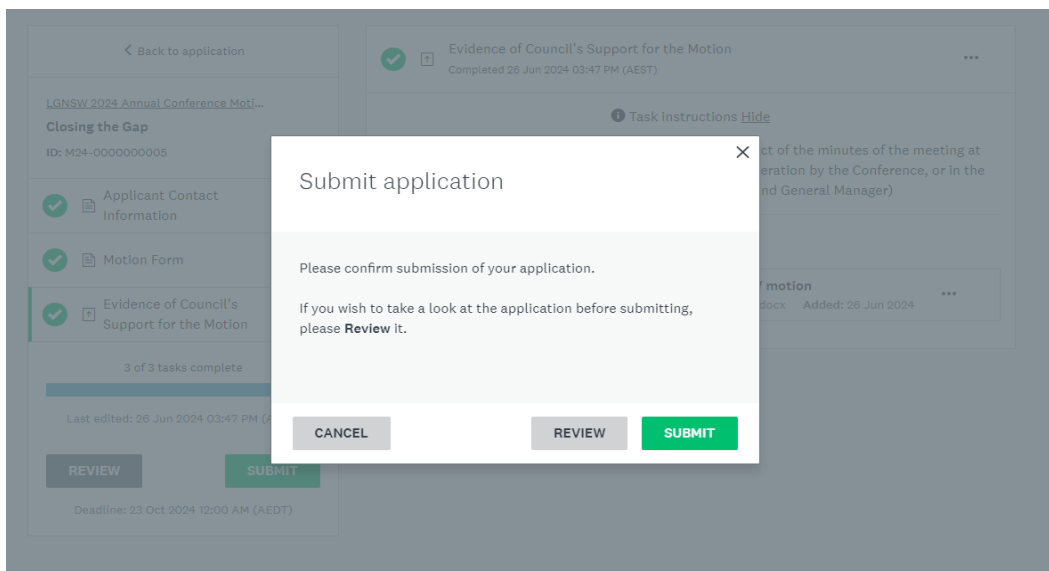 Back to application
LGNSW 2024 Annual Conference Moti...
Closing the Gap
ID: M24-0000000005
Applicant Contact
Information
Motion Form
Evidence of Council's
Support for the Motion
3 of 3 tasks complete
Last edited: 26 Jun 2024 03:47 PM (A
REVIEW
SUBMIT
Deadline: 23 Oct 2024 12:00 AM (AEDT)
Evidence of Council's Support for the Motion
Completed 26 Jun 2024 03:47 PM (AEST)
Task Instructions Hide
ct of the minutes of the meeting at
eration by the Conference, or in the
nd General Manager)
motion
docx Added: 26 Jun 2024
Submit application
Please confirm submission of your application.
If you wish to take a look at the application before submitting,
please Review it.
CANCEL
REVIEW
SUBMIT